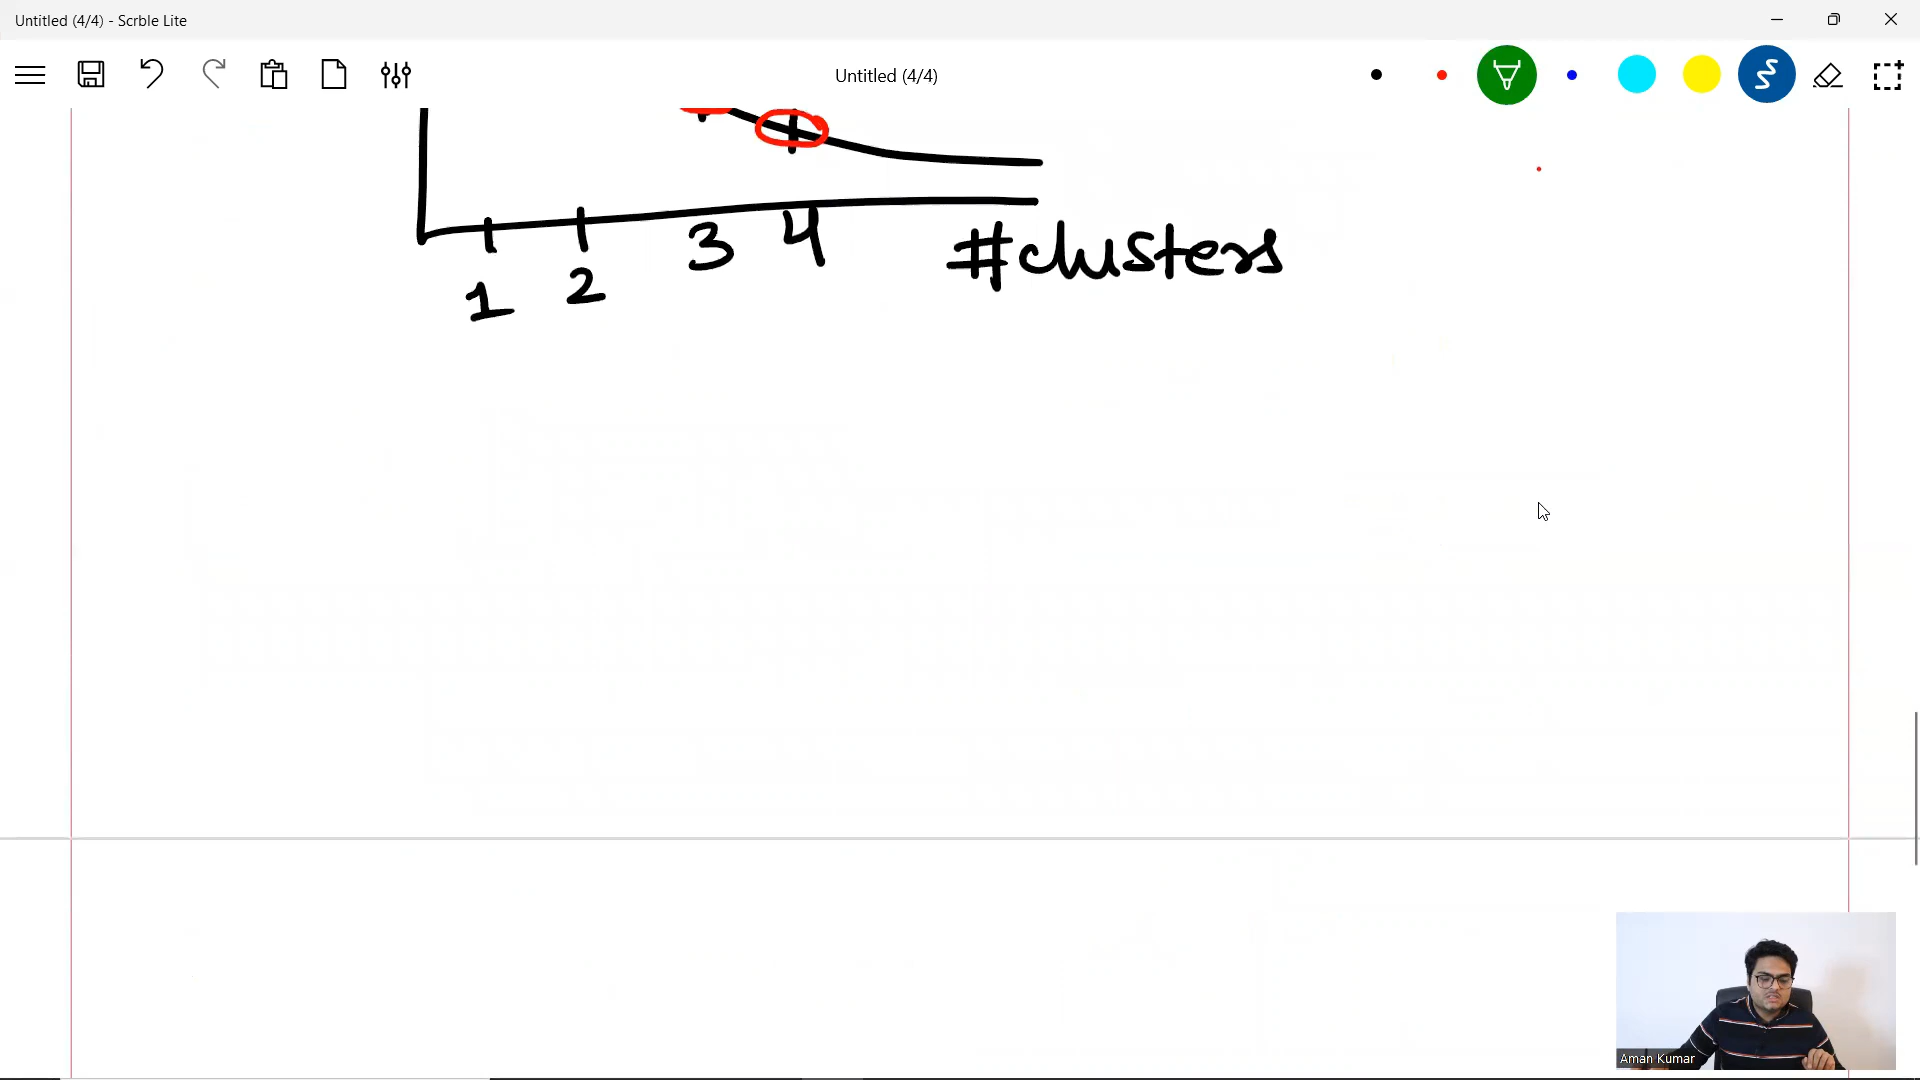 Untitled (4/4) - Scrble Lite
Untitled (4/4)
3 4 #clusters
1 2
Aman Kumar